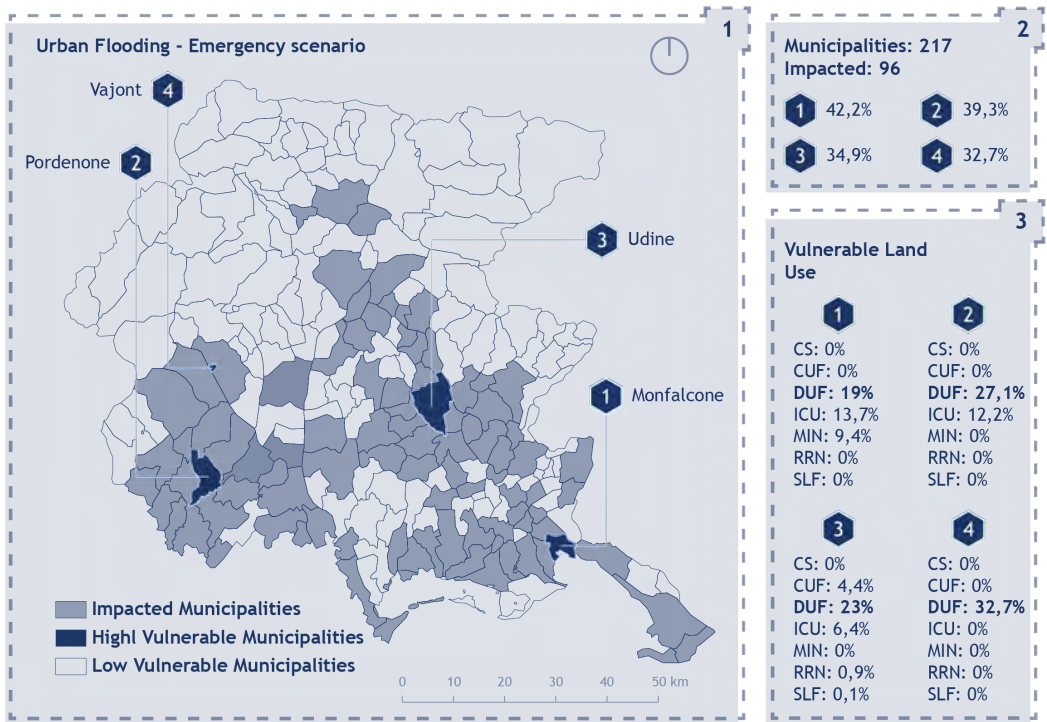 Urban Flooding - Emergency scenario
1
Vajont 4
Pordenone 2
3 Udine
1 Monfalcone
Impacted Municipalities
Highl Vulnerable Municipalities
Low Vulnerable Municipalities
0 10 20 30 40 50 km
2
Municipalities: 217
Impacted: 96
1 42,2% 2 39,3%
3 34,9% 4 32,7%
3
Vulnerable Land
Use
1 2
CS: 0% CS: 0%
CUF: 0% CUF: 0%
DUF: 19% DUF: 27,1%
ICU: 13,7% ICU: 12,2%
MIN: 9,4% MIN: 0%
RRN: 0% RRN: 0%
SLF: 0% SLF: 0%
3 4
CS: 0% CS: 0%
CUF: 4,4% CUF: 0%
DUF: 23% DUF: 32,7%
ICU: 6,4% ICU: 0%
MIN: 0% MIN: 0%
RRN: 0,9% RRN: 0%
SLF: 0,1% SLF: 0%